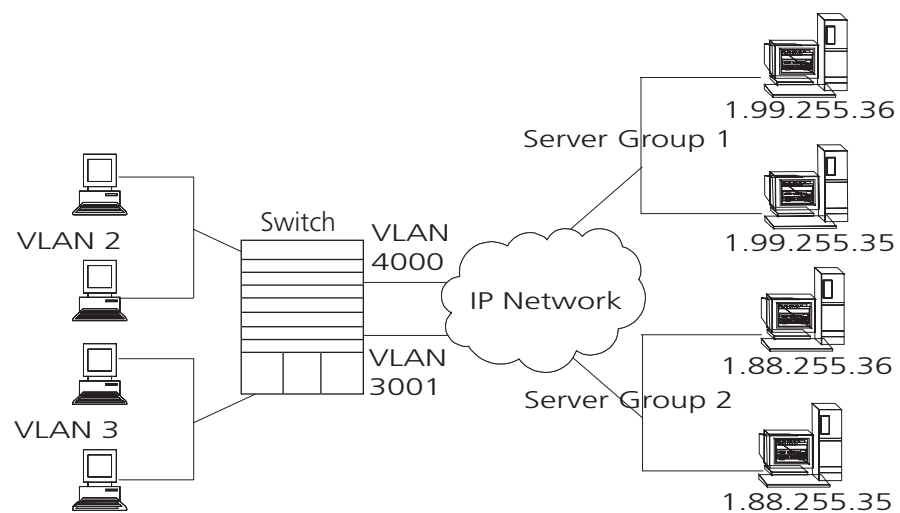 1.99.255.36
Server Group 1
Switch
VLAN 2
VLAN
4000
1.99.255.35
IP Network
VLAN
3001
1.88.255.36
Server Group 2
VLAN 3
1.88.255.35